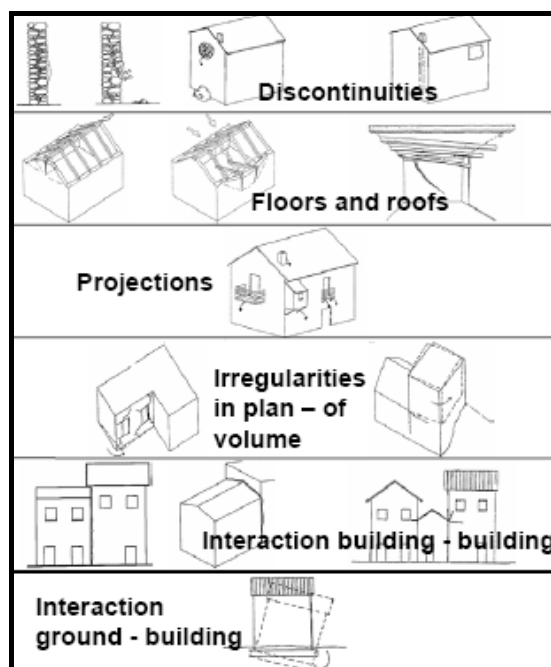 Discontinuities
Floors and roofs
Projections
Irregularities
in plan – of
volume
Interaction building - building
Interaction
ground - building